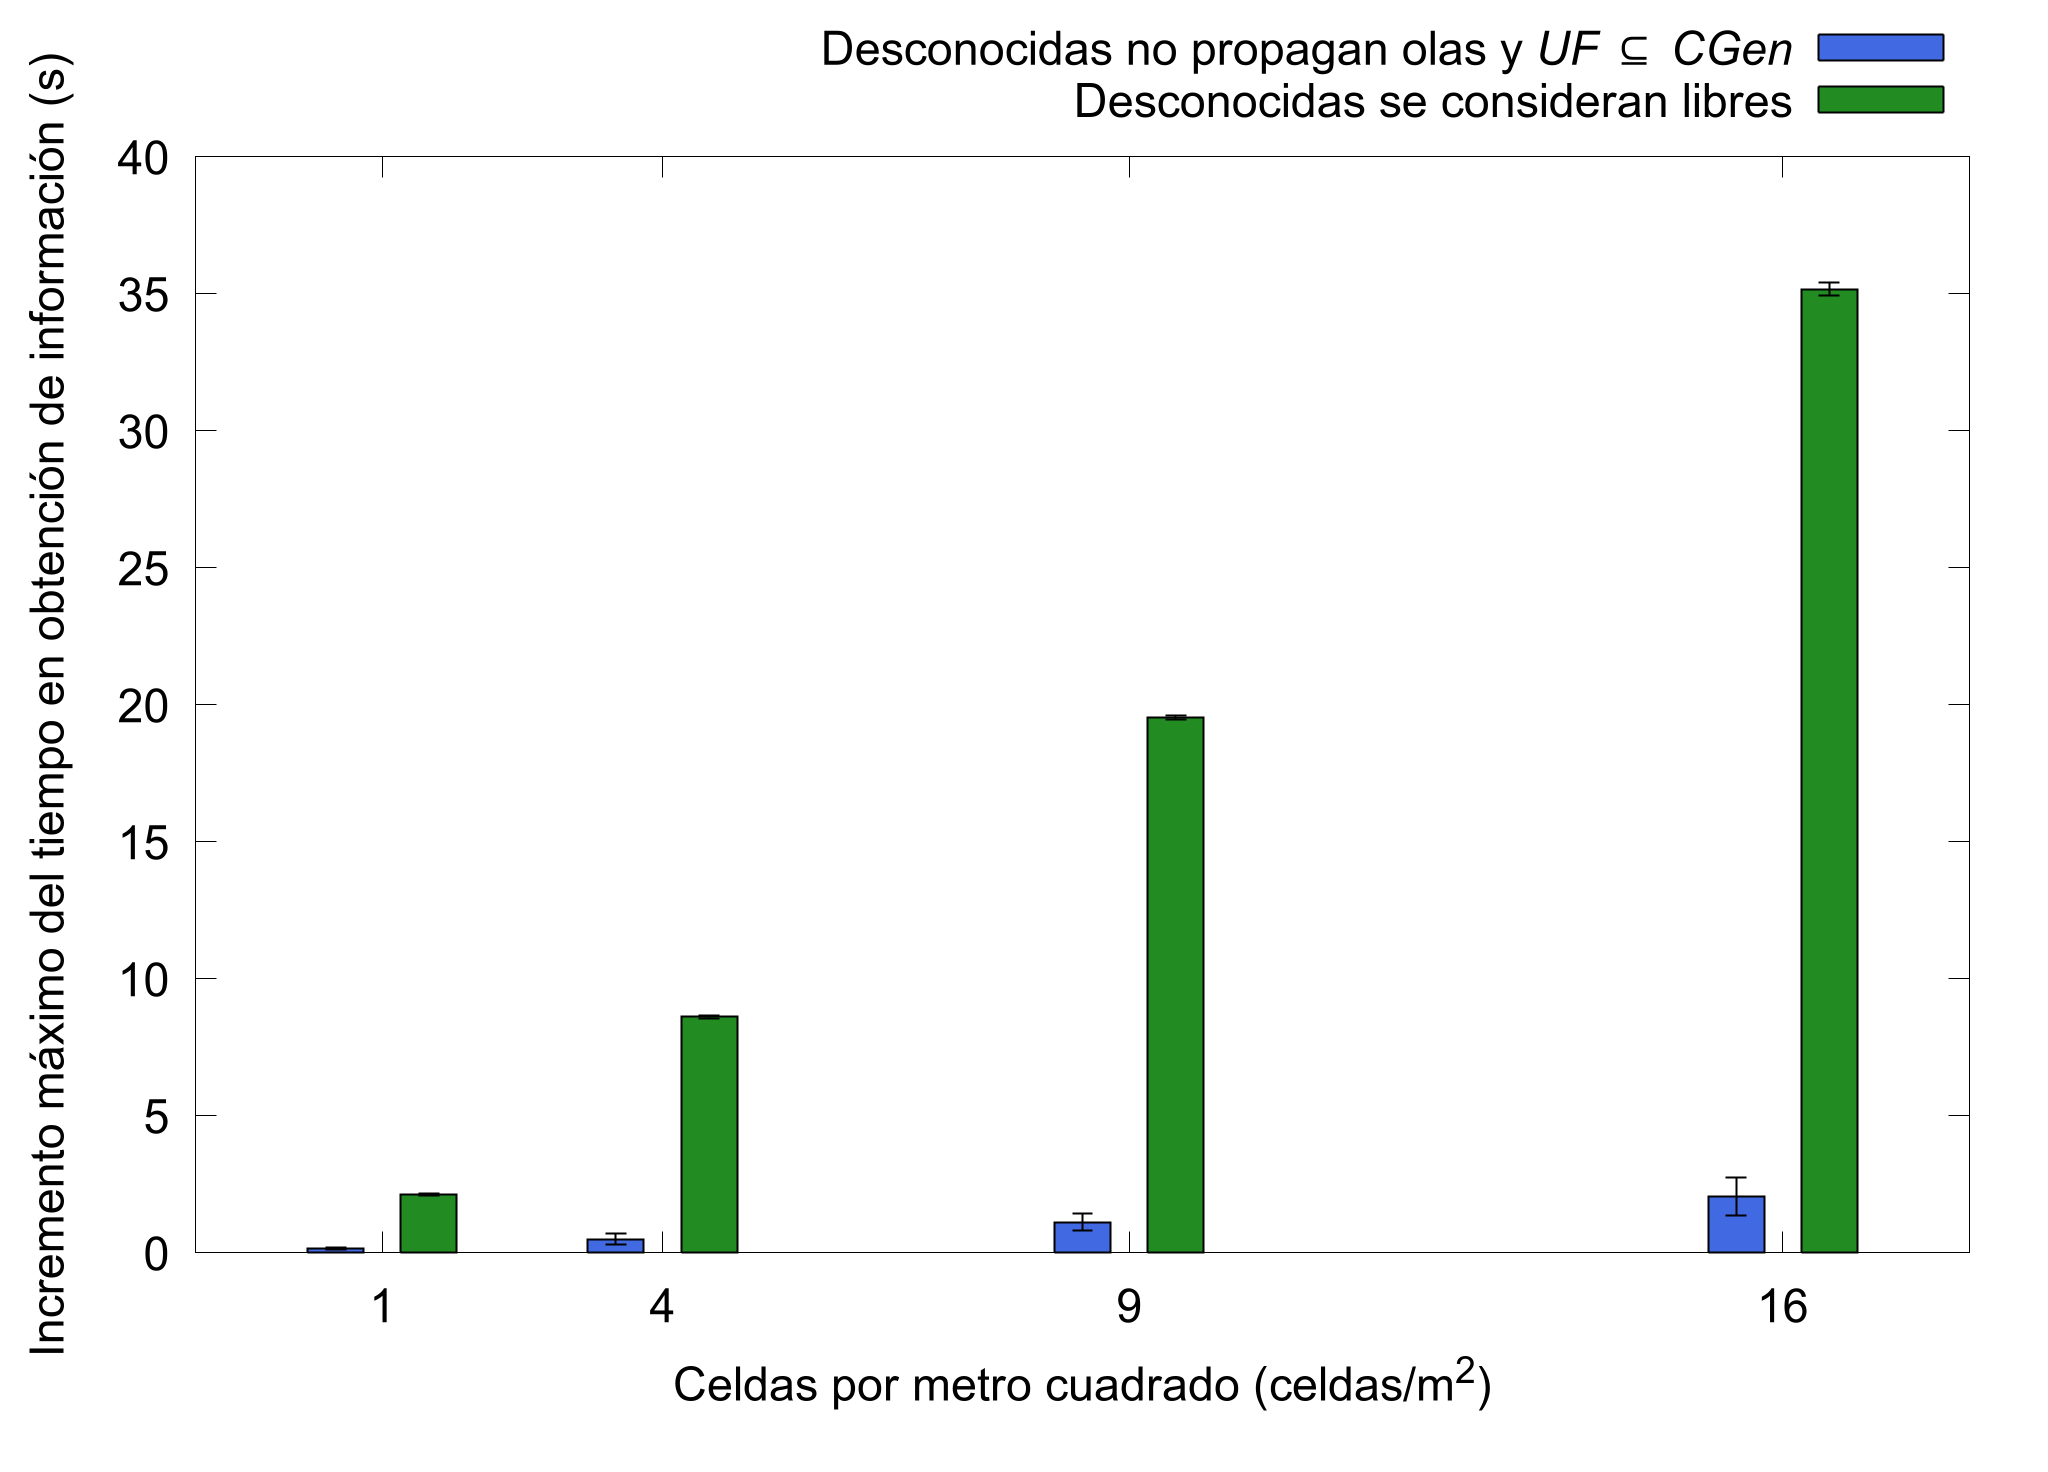 Desconocidas no propagan olas y UF ⊆ CGen
Desconocidas se consideran libres
Incremento máximo del tiempo en obtención de información (s)
40
35
30
25
20
15
10
5
0
1 4 9 16
Celdas por metro cuadrado (celdas/m²)